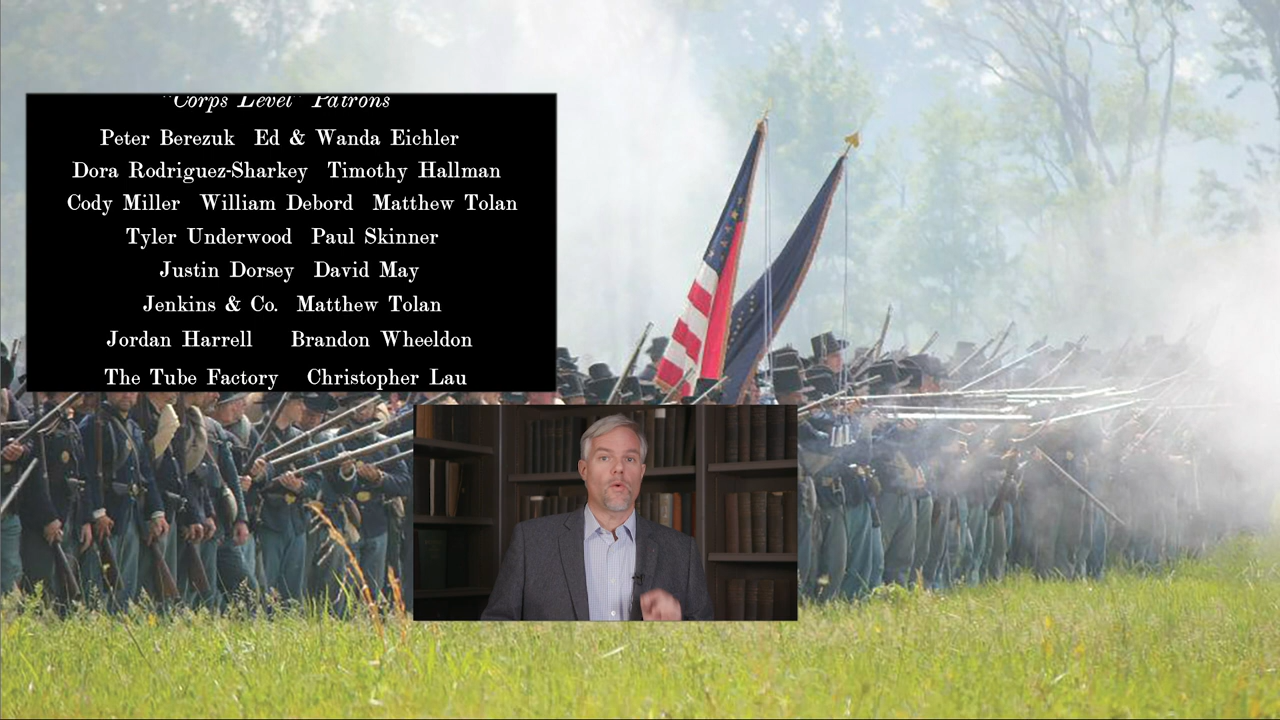 "Corps Level" Patrons
Peter Berezuk Ed & Wanda Eichler
Dora Rodriguez-Sharkey Timothy Hallman
Cody Miller William Debord Matthew Tolan
Tyler Underwood Paul Skinner
Justin Dorsey David May
Jenkins & Co. Matthew Tolan
Jordan Harrell Brandon Wheeldon
The Tube Factory Christopher Lau